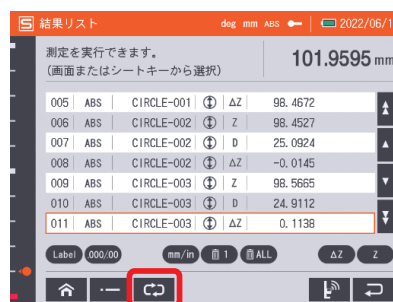 結果リスト deg mm ABS 2022/06/1
測定を実行できます。
(画面またはシートキーから選択)
101.9595 mm
005 ABS CIRCLE-001 ΔZ 98.4672
006 ABS CIRCLE-002 Z 98.4527
007 ABS CIRCLE-002 D 25.0924
008 ABS CIRCLE-002 ΔZ -0.0145
009 ABS CIRCLE-003 Z 98.5665
010 ABS CIRCLE-003 D 24.9112
011 ABS CIRCLE-003 ΔZ 0.1138
Label .000/00 mm/in 1 ALL ΔZ Z